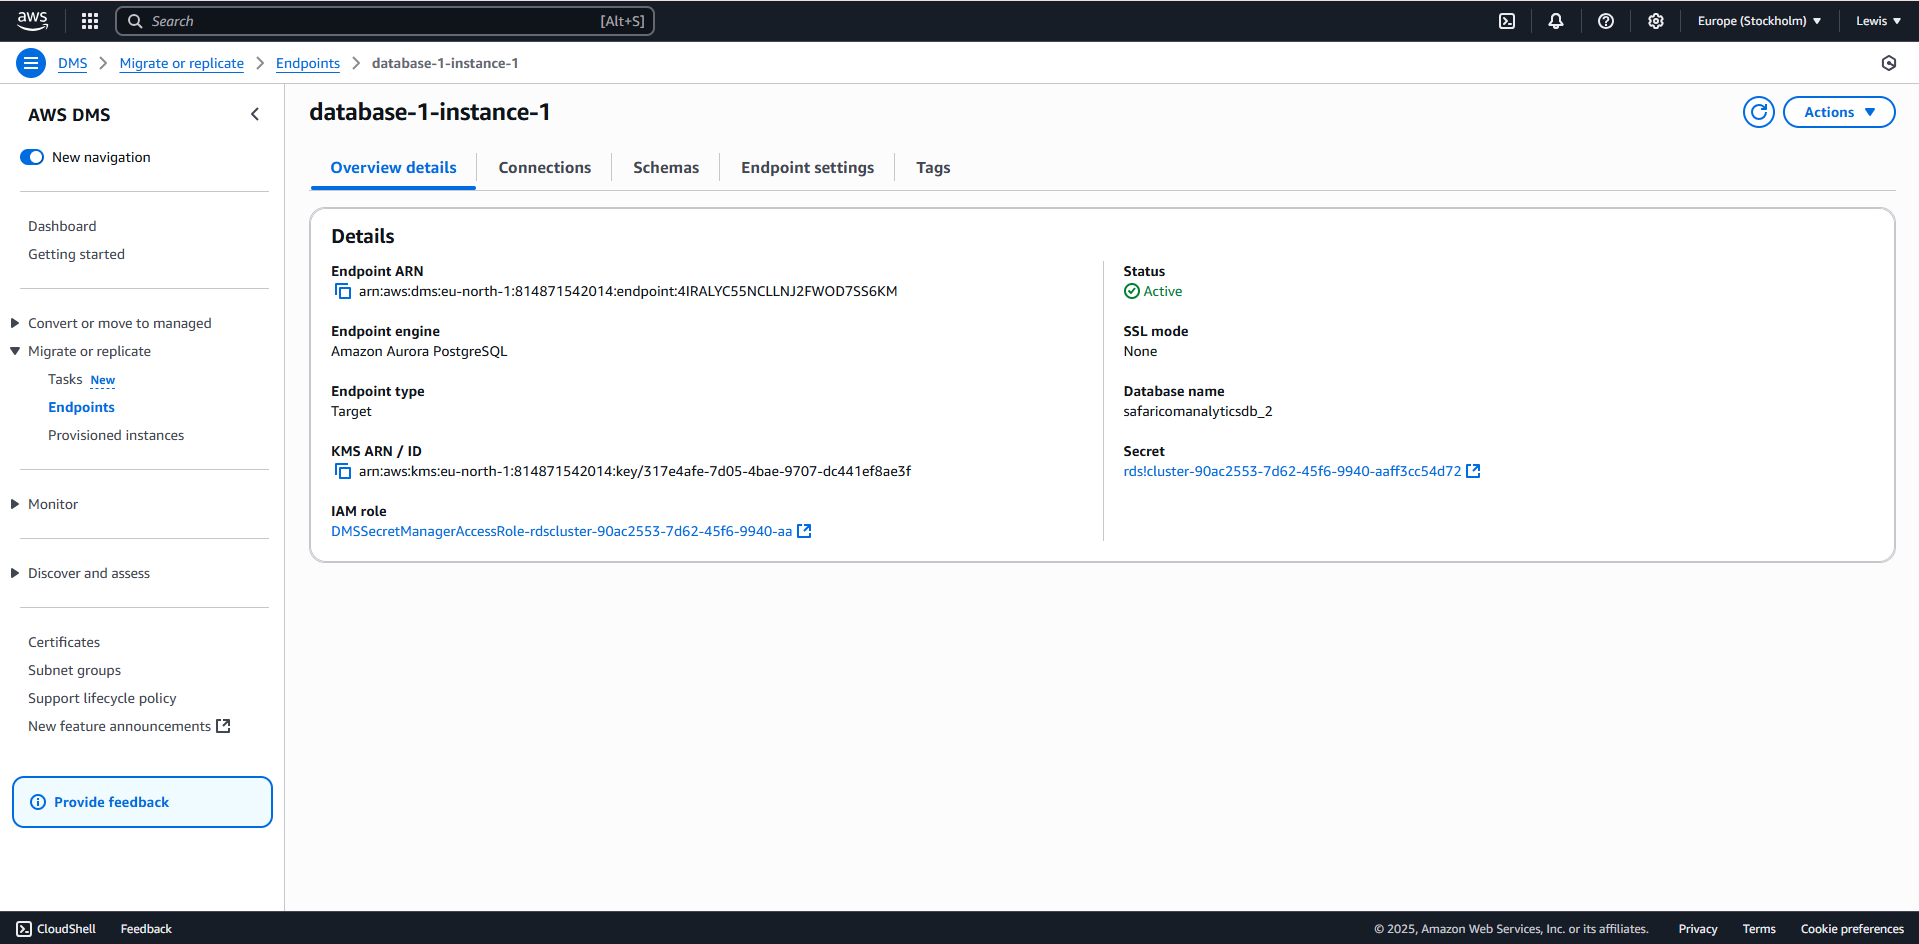 aws
Search
[Alt+S]
Europe (Stockholm)
Lewis
DMS
Migrate or replicate
Endpoints
database-1-instance-1
AWS DMS
New navigation
Dashboard
Getting started
Convert or move to managed
Migrate or replicate
Tasks New
Endpoints
Provisioned instances
Monitor
Discover and assess
Certificates
Subnet groups
Support lifecycle policy
New feature announcements
Provide feedback
database-1-instance-1
Actions
Overview details
Connections
Schemas
Endpoint settings
Tags
Details
Endpoint ARN
arn:aws:dms:eu-north-1:814871542014:endpoint:4IRALYC55NCLLNJ2FWOD7SS6KM
Endpoint engine
Amazon Aurora PostgreSQL
Endpoint type
Target
KMS ARN / ID
arn:aws:kms:eu-north-1:814871542014:key/317e4afe-7d05-4bae-9707-dc441ef8ae3f
IAM role
DMSSecretManagerAccessRole-rdscluster-90ac2553-7d62-45f6-9940-aa
Status
Active
SSL mode
None
Database name
safaricomanalyticsdb_2
Secret
rds!cluster-90ac2553-7d62-45f6-9940-aaff3cc54d72
CloudShell
Feedback
© 2025, Amazon Web Services, Inc. or its affiliates.
Privacy
Terms
Cookie preferences